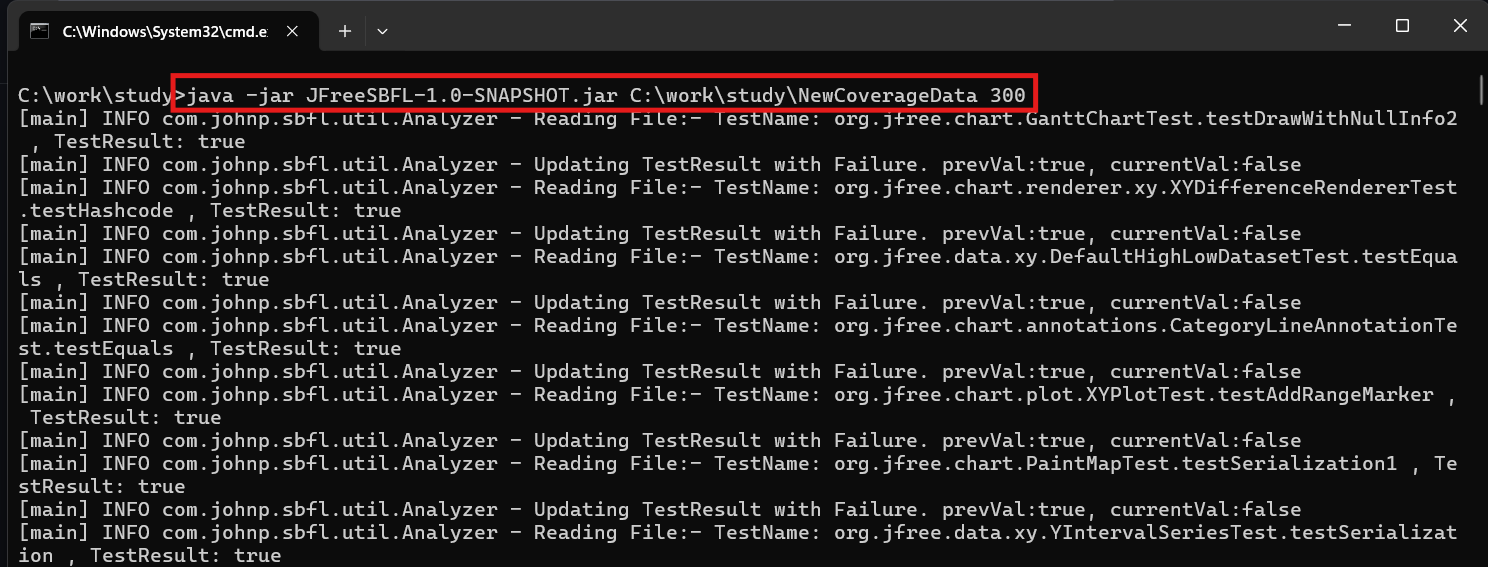 C:\Windows\System32\cmd.e
C:\work\study>java -jar JFreeSBFL-1.0-SNAPSHOT.jar C:\work\study\NewCoverageData 300
[main] INFO com.johnp.sbfl.util.Analyzer - Reading File:- TestName: org.jfree.chart.GanttChartTest.testDrawWithNullInfo2
 , TestResult: true
[main] INFO com.johnp.sbfl.util.Analyzer - Updating TestResult with Failure. prevVal:true, currentVal:false
[main] INFO com.johnp.sbfl.util.Analyzer - Reading File:- TestName: org.jfree.chart.renderer.xy.XYDifferenceRendererTest
.testHashcode , TestResult: true
[main] INFO com.johnp.sbfl.util.Analyzer - Updating TestResult with Failure. prevVal:true, currentVal:false
[main] INFO com.johnp.sbfl.util.Analyzer - Reading File:- TestName: org.jfree.data.xy.DefaultHighLowDatasetTest.testEqua
ls , TestResult: true
[main] INFO com.johnp.sbfl.util.Analyzer - Updating TestResult with Failure. prevVal:true, currentVal:false
[main] INFO com.johnp.sbfl.util.Analyzer - Reading File:- TestName: org.jfree.chart.annotations.CategoryLineAnnotationTe
st.testEquals , TestResult: true
[main] INFO com.johnp.sbfl.util.Analyzer - Updating TestResult with Failure. prevVal:true, currentVal:false
[main] INFO com.johnp.sbfl.util.Analyzer - Reading File:- TestName: org.jfree.chart.plot.XYPlotTest.testAddRangeMarker ,
 TestResult: true
[main] INFO com.johnp.sbfl.util.Analyzer - Updating TestResult with Failure. prevVal:true, currentVal:false
[main] INFO com.johnp.sbfl.util.Analyzer - Reading File:- TestName: org.jfree.chart.PaintMapTest.testSerialization1 , Te
stResult: true
[main] INFO com.johnp.sbfl.util.Analyzer - Updating TestResult with Failure. prevVal:true, currentVal:false
[main] INFO com.johnp.sbfl.util.Analyzer - Reading File:- TestName: org.jfree.data.xy.YIntervalSeriesTest.testSerializat
ion , TestResult: true